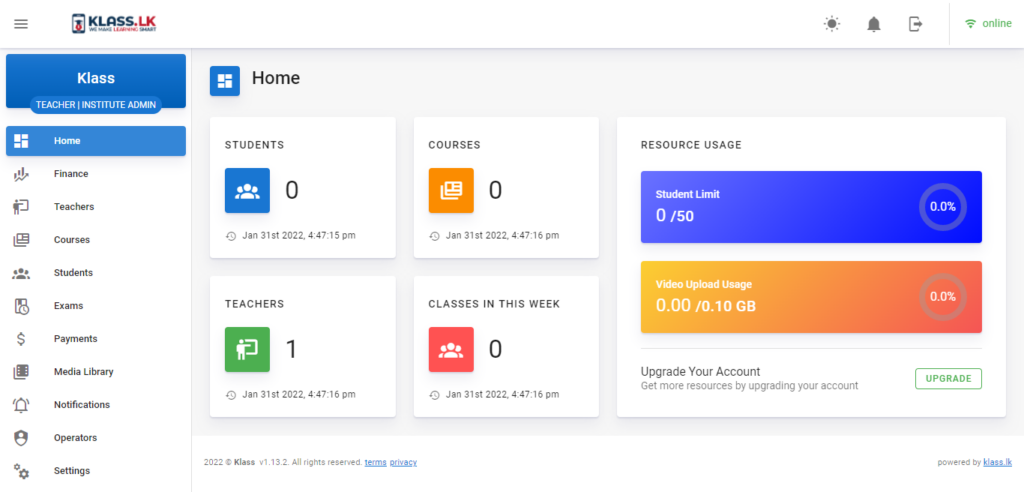 KLASS.LK
WE MAKE LEARNING SMART
online
Klass
TEACHER | INSTITUTE ADMIN
Home
Finance
Teachers
Courses
Students
Exams
Payments
Media Library
Notifications
Operators
Settings
Home
STUDENTS
0
Jan 31st 2022, 4:47:15 pm
COURSES
0
Jan 31st 2022, 4:47:16 pm
TEACHERS
1
Jan 31st 2022, 4:47:16 pm
CLASSES IN THIS WEEK
0
Jan 31st 2022, 4:47:16 pm
RESOURCE USAGE
Student Limit
0 /50
0.0%
Video Upload Usage
0.00 /0.10 GB
0.0%
Upgrade Your Account
Get more resources by upgrading your account
UPGRADE
2022 © Klass v1.13.2. All rights reserved. terms privacy
powered by klass.lk